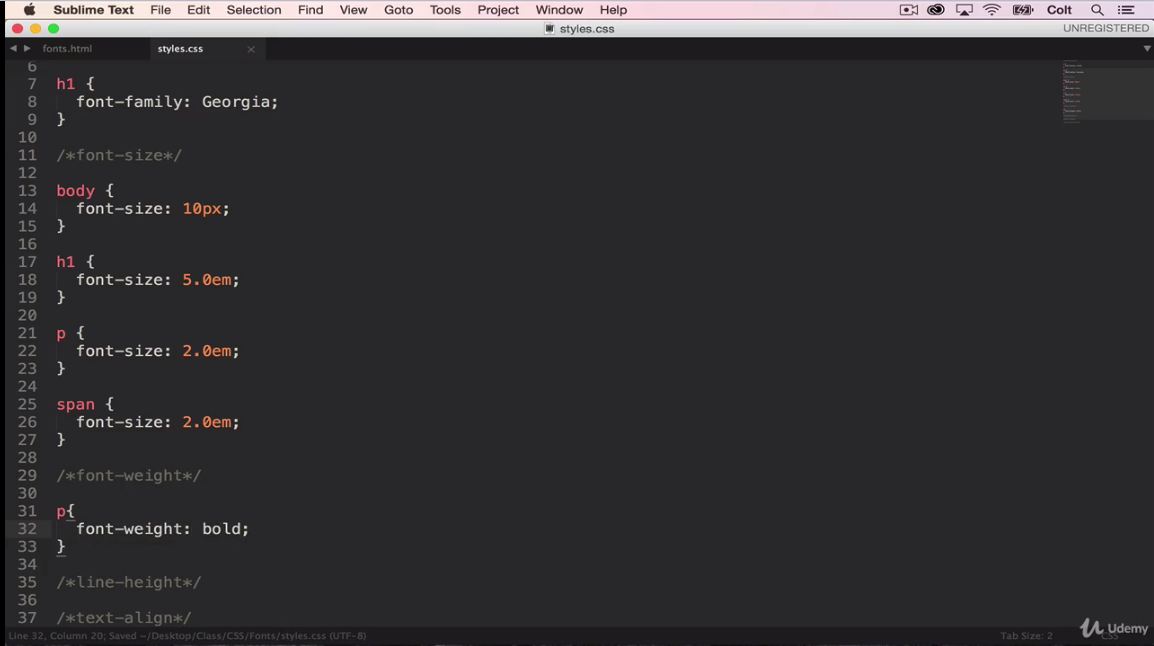 Sublime Text File Edit Selection Find View Goto Tools Project Window Help Colt
styles.css UNREGISTERED
fonts.html styles.css
6
7 h1 {
8 font-family: Georgia;
9 }
10
11 /*font-size*/
12
13 body {
14 font-size: 10px;
15 }
16
17 h1 {
18 font-size: 5.0em;
19 }
20
21 p {
22 font-size: 2.0em;
23 }
24
25 span {
26 font-size: 2.0em;
27 }
28
29 /*font-weight*/
30
31 p{
32 font-weight: bold;
33 }
34
35 /*line-height*/
36
37 /*text-align*/
Line 32, Column 20; Saved ~/Desktop/Class/CSS/Fonts/styles.css (UTF-8) Tab Size: 2 CSS
Udemy